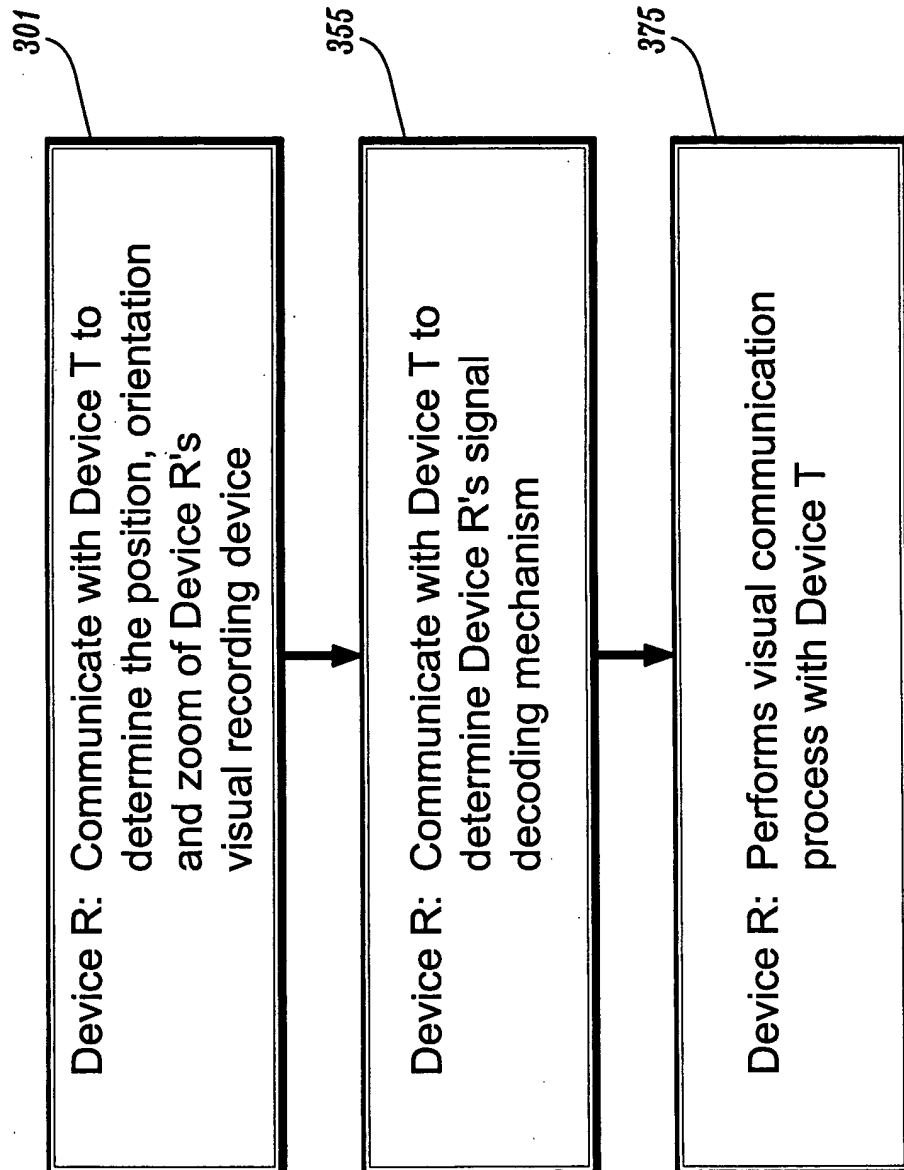 301
Device R: Communicate with Device T to
determine the position, orientation
and zoom of Device R's
visual recording device
355
Device R: Communicate with Device T to
determine Device R's signal
decoding mechanism
375
Device R: Performs visual communication
process with Device T